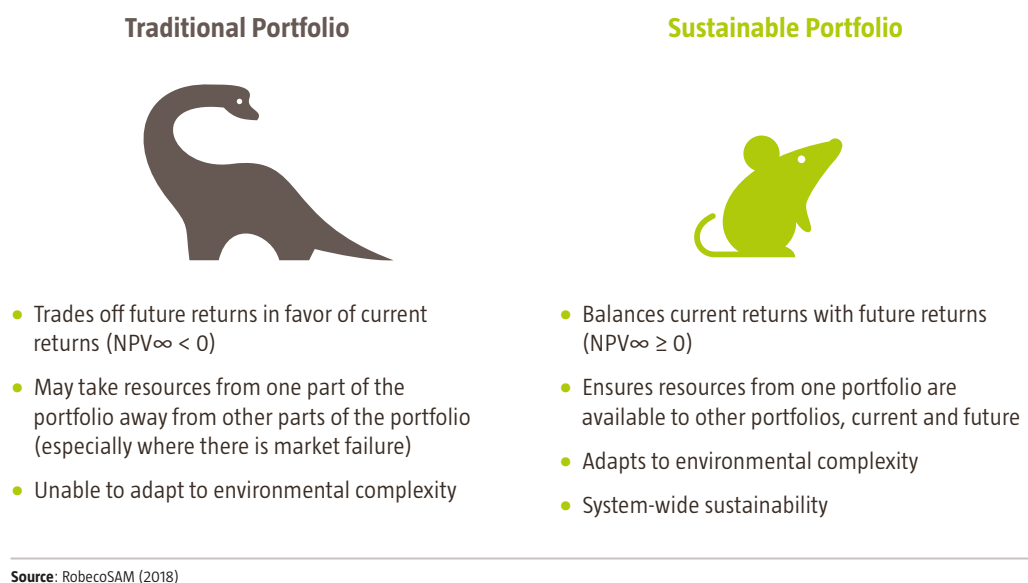 Traditional Portfolio
• Trades off future returns in favor of current
returns (NPV∞ < 0)
• May take resources from one part of the
portfolio away from other parts of the portfolio
(especially where there is market failure)
• Unable to adapt to environmental complexity
Sustainable Portfolio
• Balances current returns with future returns
(NPV∞ ≥ 0)
• Ensures resources from one portfolio are
available to other portfolios, current and future
• Adapts to environmental complexity
• System-wide sustainability
Source: RobecoSAM (2018)